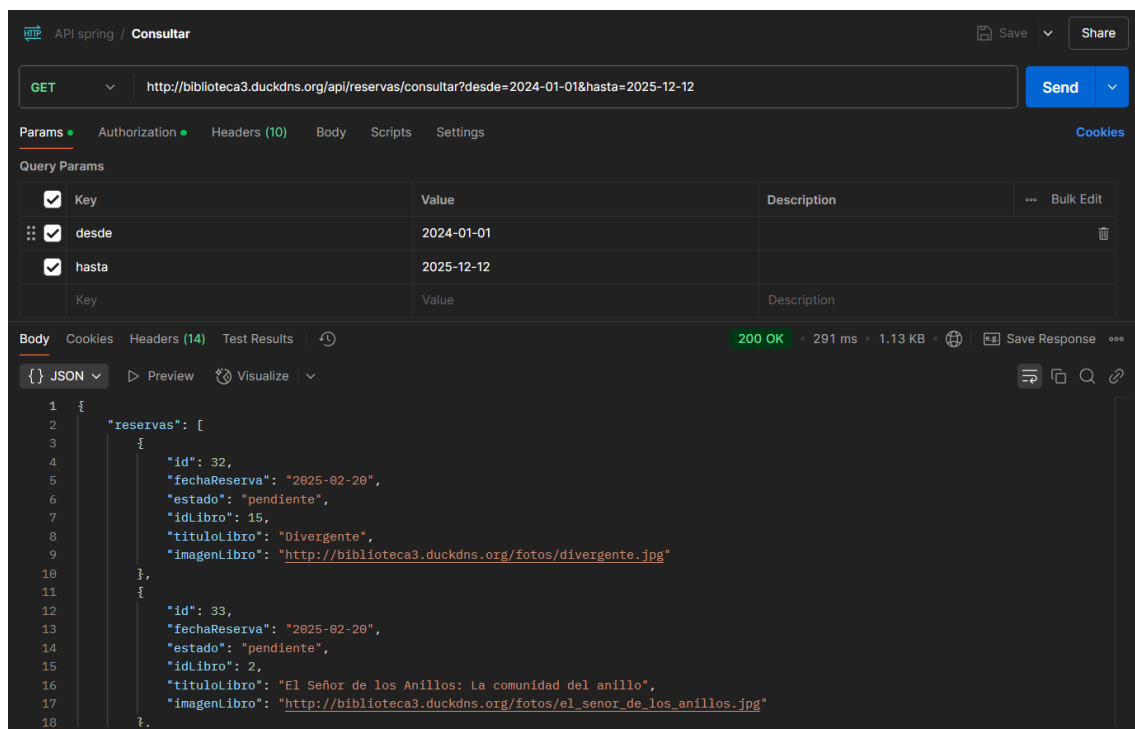 HTTP API spring / Consultar Save Share
GET http://biblioteca3.duckdns.org/api/reservas/consultar?desde=2024-01-01&hasta=2025-12-12 Send
Params Authorization Headers (10) Body Scripts Settings Cookies
Query Params
Key Value Description Bulk Edit
desde 2024-01-01
hasta 2025-12-12
Key Value Description
Body Cookies Headers (14) Test Results 200 OK 291 ms 1.13 KB e.g. Save Response
{} JSON Preview Visualize
1 {
2 "reservas": [
3 {
4 "id": 32,
5 "fechaReserva": "2025-02-20",
6 "estado": "pendiente",
7 "idLibro": 15,
8 "tituloLibro": "Divergente",
9 "imagenLibro": "http://biblioteca3.duckdns.org/fotos/divergente.jpg"
10 },
11 {
12 "id": 33,
13 "fechaReserva": "2025-02-20",
14 "estado": "pendiente",
15 "idLibro": 2,
16 "tituloLibro": "El Señor de los Anillos: La comunidad del anillo",
17 "imagenLibro": "http://biblioteca3.duckdns.org/fotos/el_senor_de_los_anillos.jpg"
18 },